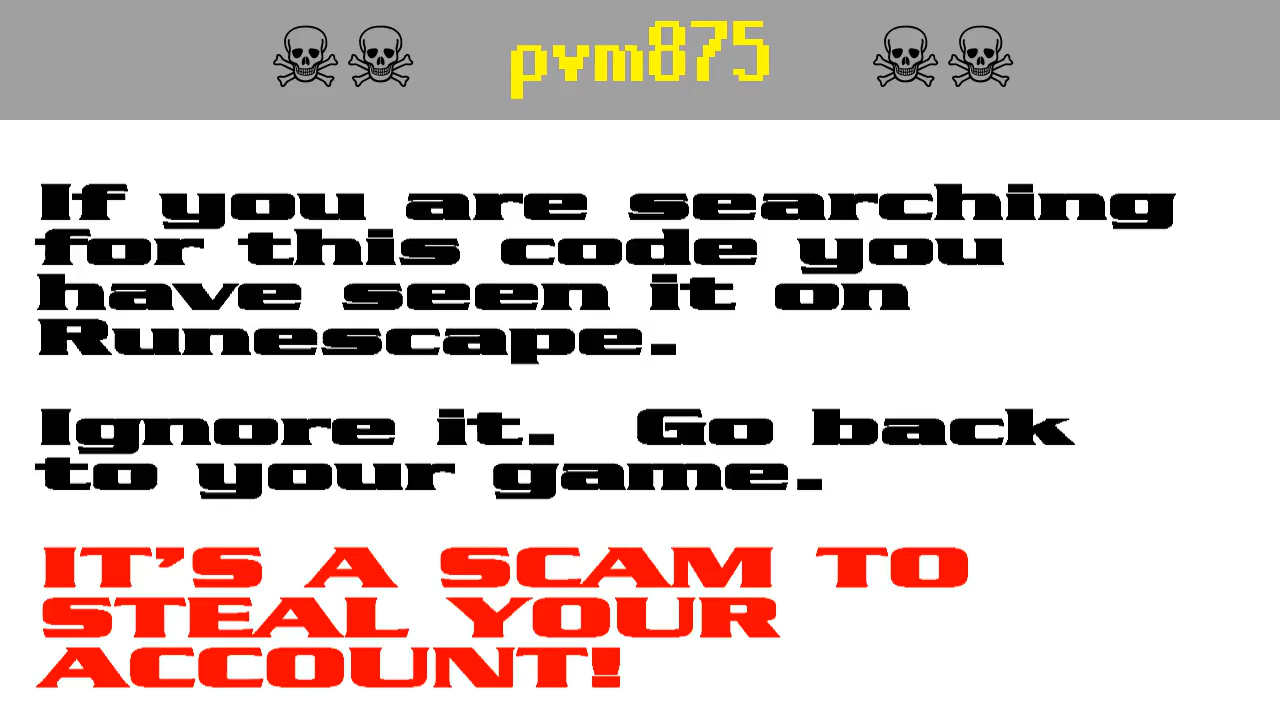 pvm875
If you are searching
for this code you
have seen it on
Runescape.
Ignore it.  Go back
to your game.
IT'S A SCAM TO
STEAL YOUR
ACCOUNT!